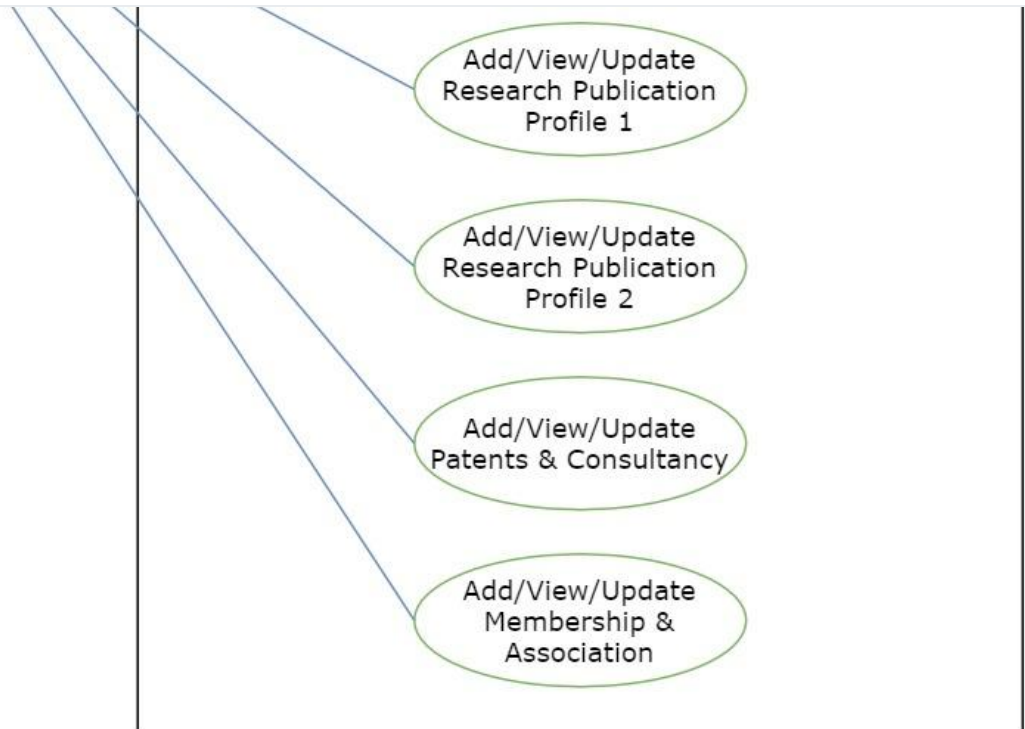 Add/View/Update
Research Publication
Profile 1
Add/View/Update
Research Publication
Profile 2
Add/View/Update
Patents & Consultancy
Add/View/Update
Membership &
Association